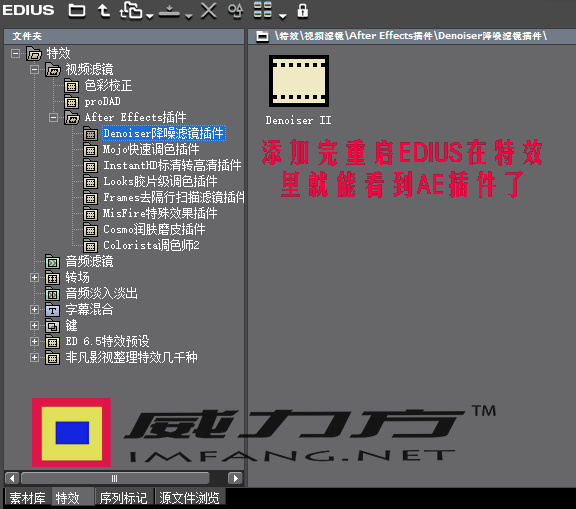 EDIUS
文件夹
\特效\视频滤镜\After Effects插件\Denoiser降噪滤镜插件\
特效
视频滤镜
色彩校正
proDAD
After Effects插件
Denoiser降噪滤镜插件
Mojo快速调色插件
InstantHD标清转高清插件
Looks胶片级调色插件
Frames去隔行扫描滤镜插件
MisFire特殊效果插件
Cosmo润肤磨皮插件
Colorista调色师2
音频滤镜
转场
音频淡入淡出
字幕混合
键
ED 6.5特效预设
非凡影视整理特效几千种
Denoiser II
添加完重启EDIUS在特效
里就能看到AE插件了
威力方™
IMFANG.NET
素材库 特效 序列标记 源文件浏览